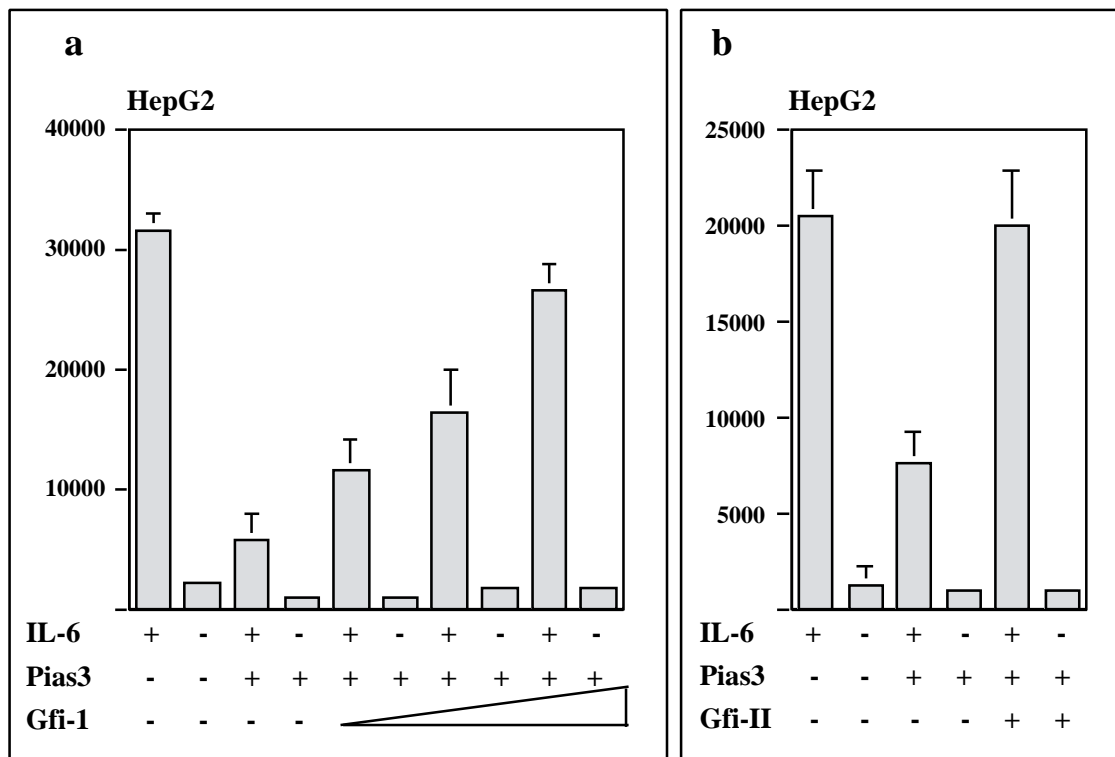 a
HepG2
40000
30000
20000
10000
IL-6 + - + - + - + - + -
Pias3 - - + + + + + + + +
Gfi-1 - - - -
b
HepG2
25000
20000
15000
10000
5000
IL-6 + - + - + -
Pias3 - - + + + +
Gfi-II - - - - + +